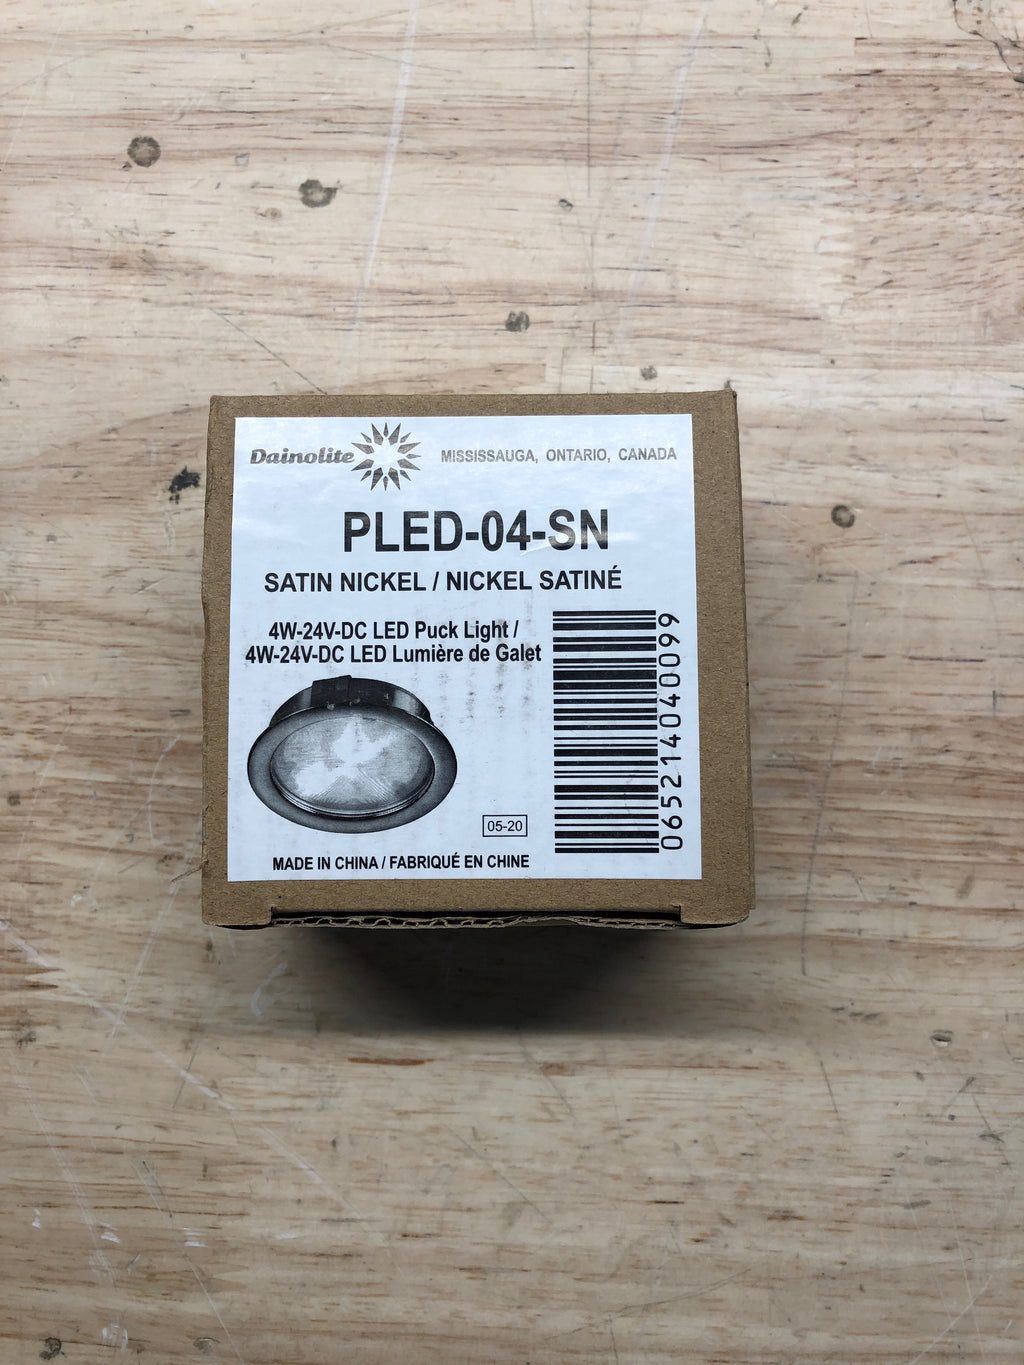 Dainolite MISSISSAUGA, ONTARIO, CANADA
PLED-04-SN
SATIN NICKEL / NICKEL SATINÉ
4W-24V-DC LED Puck Light /
4W-24V-DC LED Lumière de Galet
065214040099
05-20
MADE IN CHINA / FABRIQUÉ EN CHINE